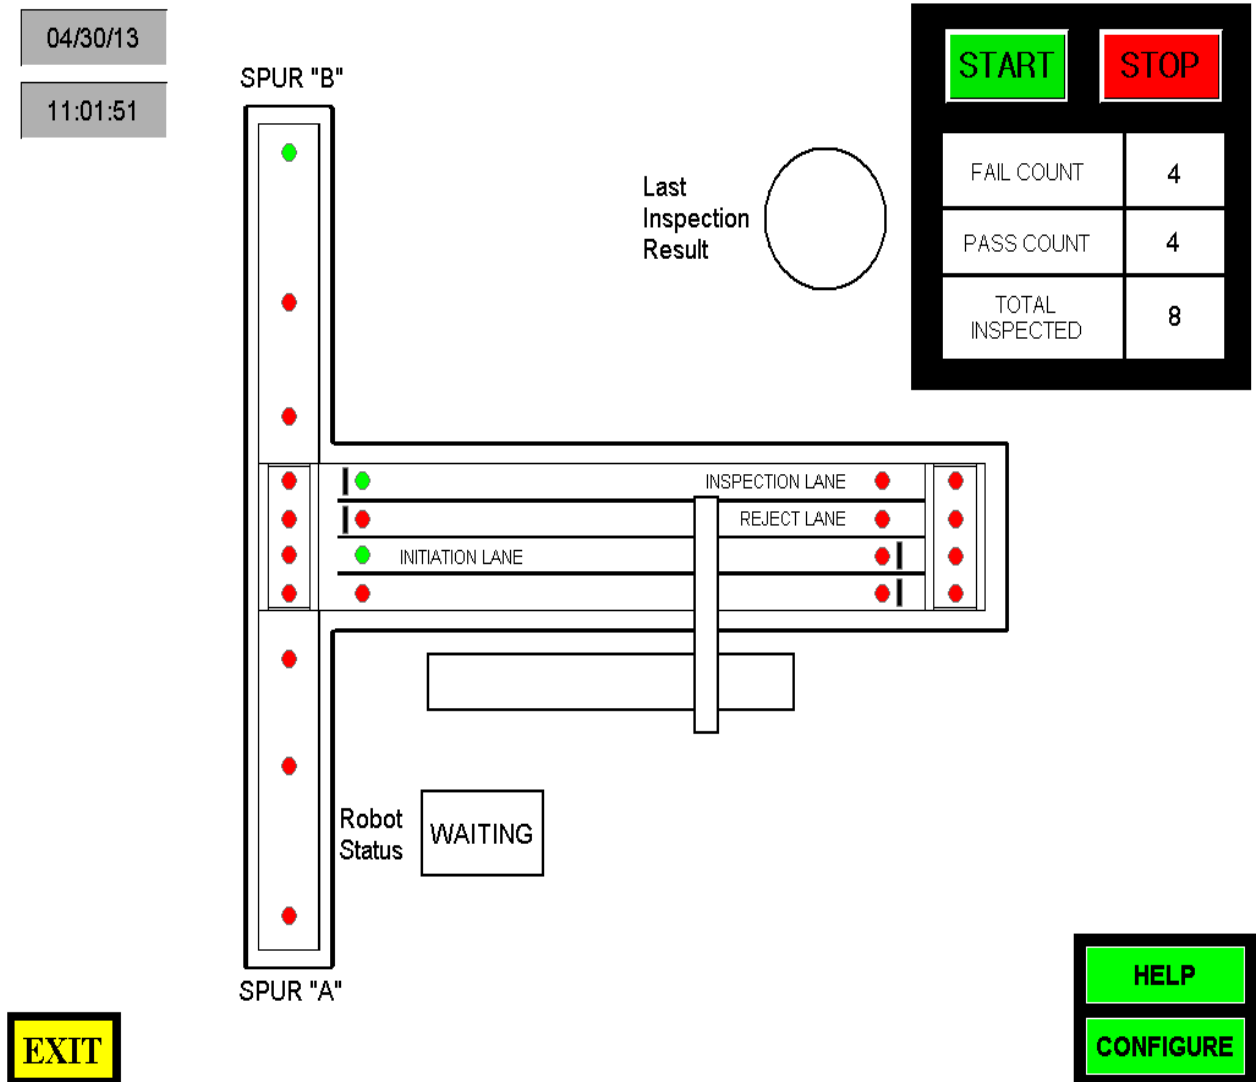 04/30/13
11:01:51
SPUR "B"
START
STOP
FAIL COUNT
4
PASS COUNT
4
TOTAL
INSPECTED
8
Last
Inspection
Result
INSPECTION LANE
REJECT LANE
INITIATION LANE
Robot
Status
WAITING
SPUR "A"
HELP
CONFIGURE
EXIT